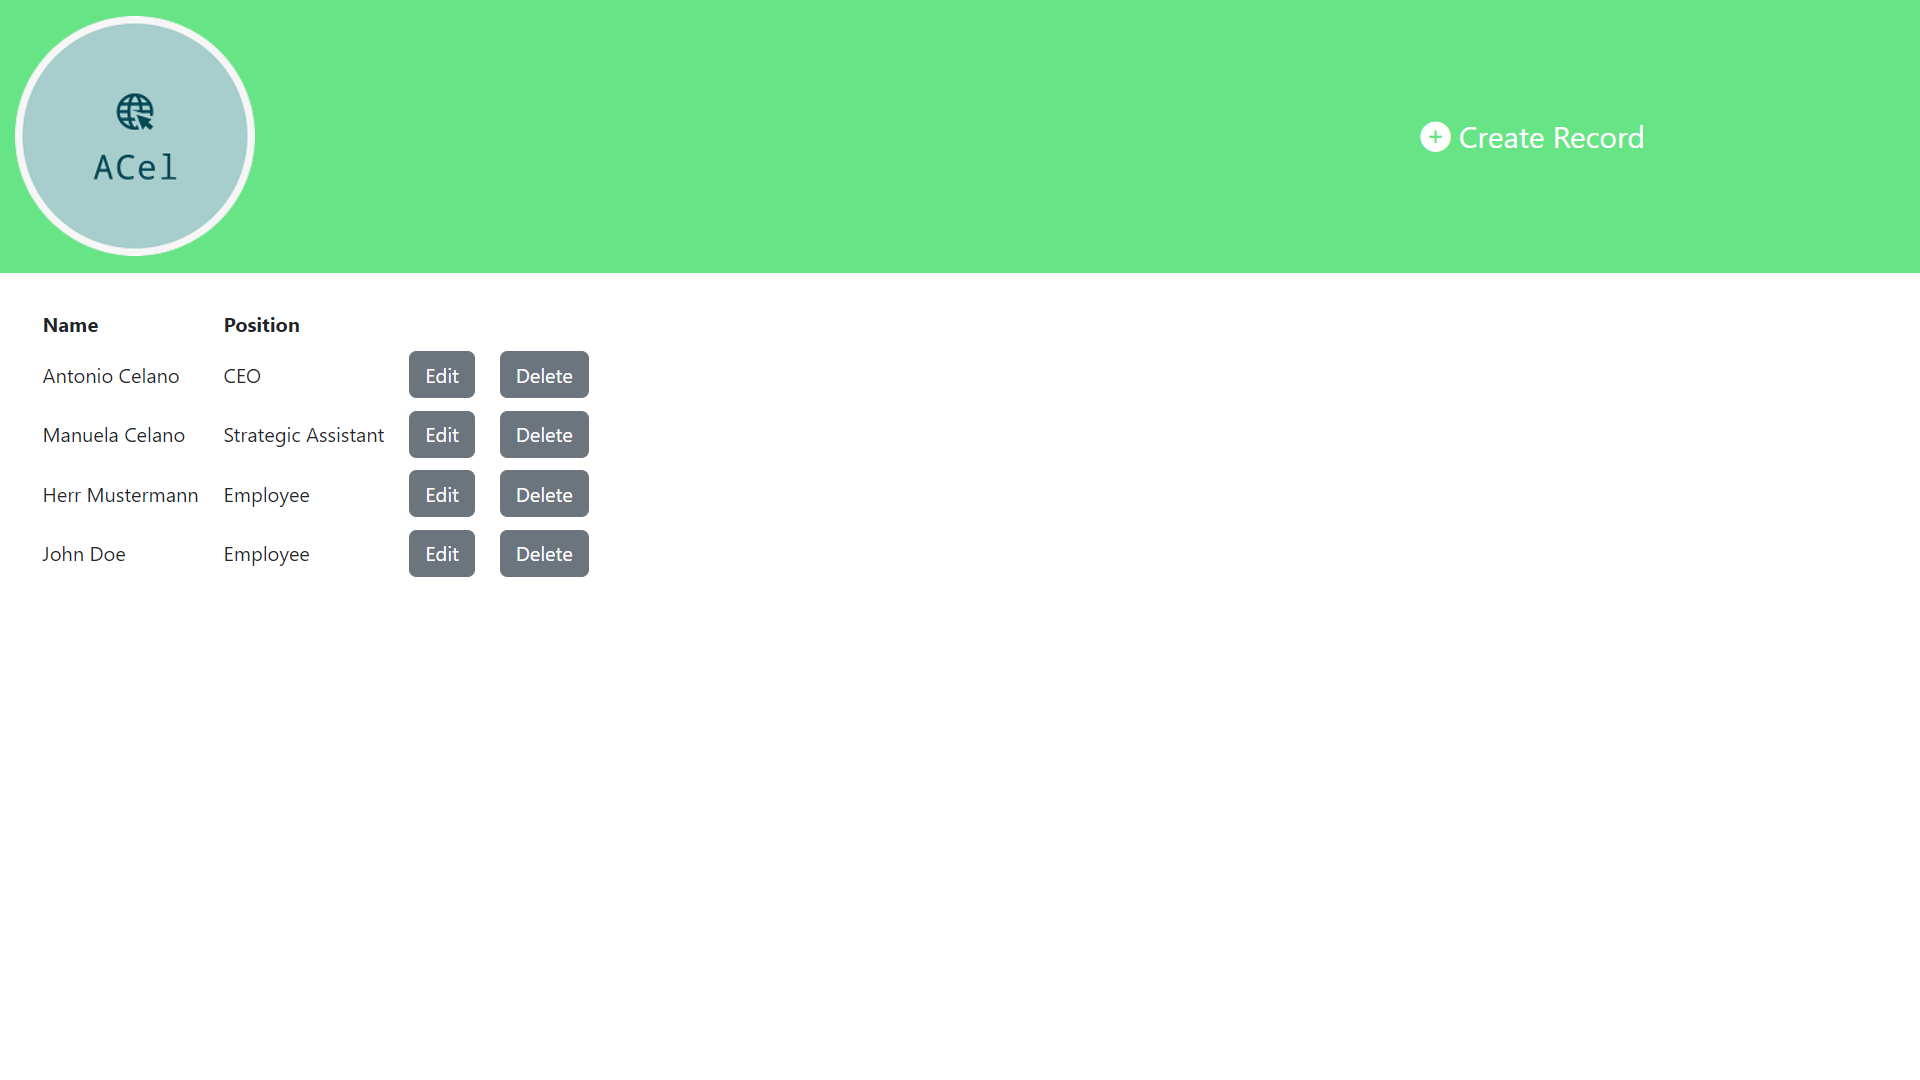 ACel
Create Record
Name Position
Antonio Celano CEO Edit Delete
Manuela Celano Strategic Assistant Edit Delete
Herr Mustermann Employee Edit Delete
John Doe Employee Edit Delete